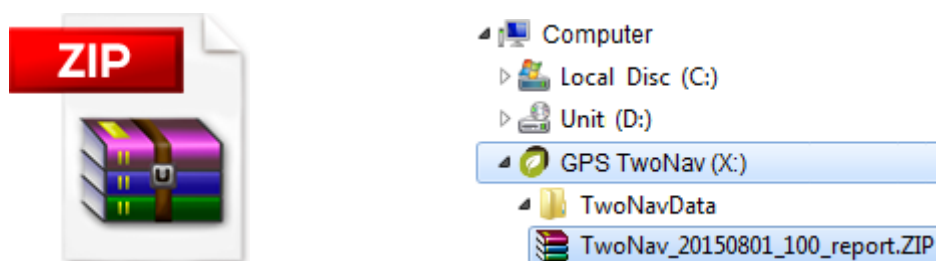 ZIP
Computer
Local Disc (C:)
Unit (D:)
GPS TwoNav (X:)
TwoNavData
TwoNav_20150801_100_report.ZIP